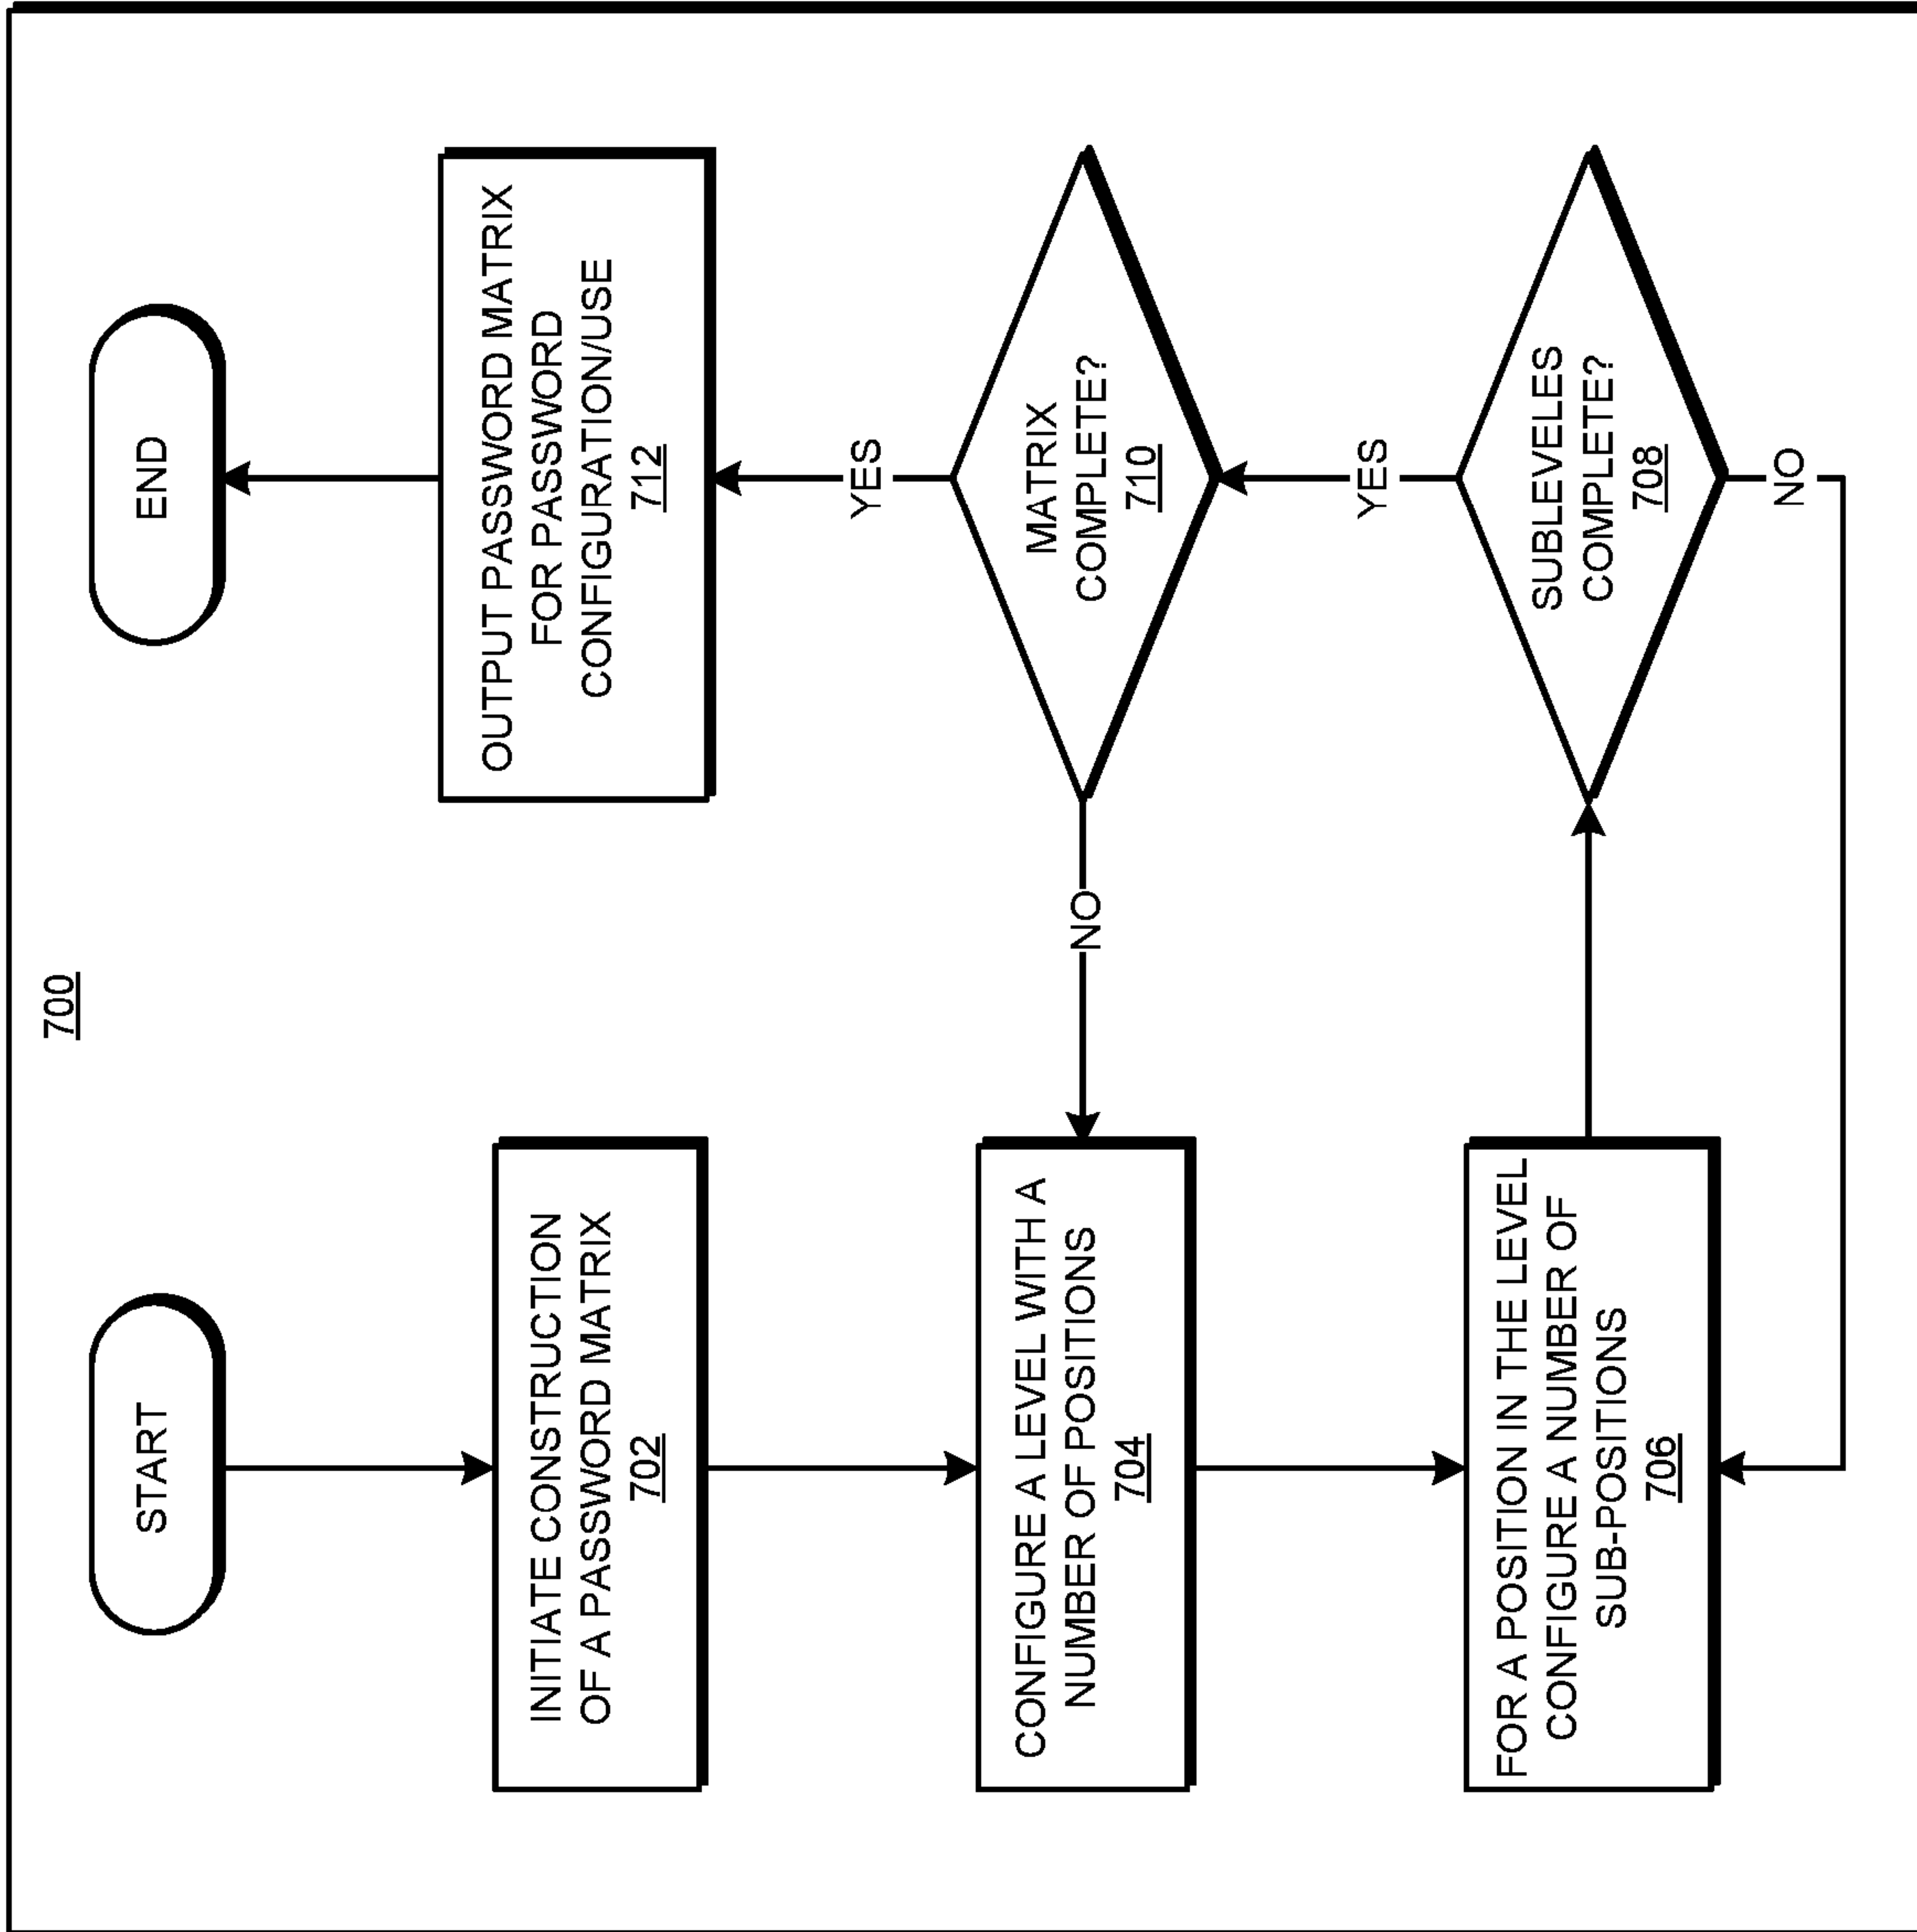 700
START
INITIATE CONSTRUCTION
OF A PASSWORD MATRIX
702
CONFIGURE A LEVEL WITH A
NUMBER OF POSITIONS
704
FOR A POSITION IN THE LEVEL
CONFIGURE A NUMBER OF
SUB-POSITIONS
706
SUBLEVELES
COMPLETE?
708
NO
YES
MATRIX
COMPLETE?
710
NO
YES
OUTPUT PASSWORD MATRIX
FOR PASSWORD
CONFIGURATION/USE
712
END